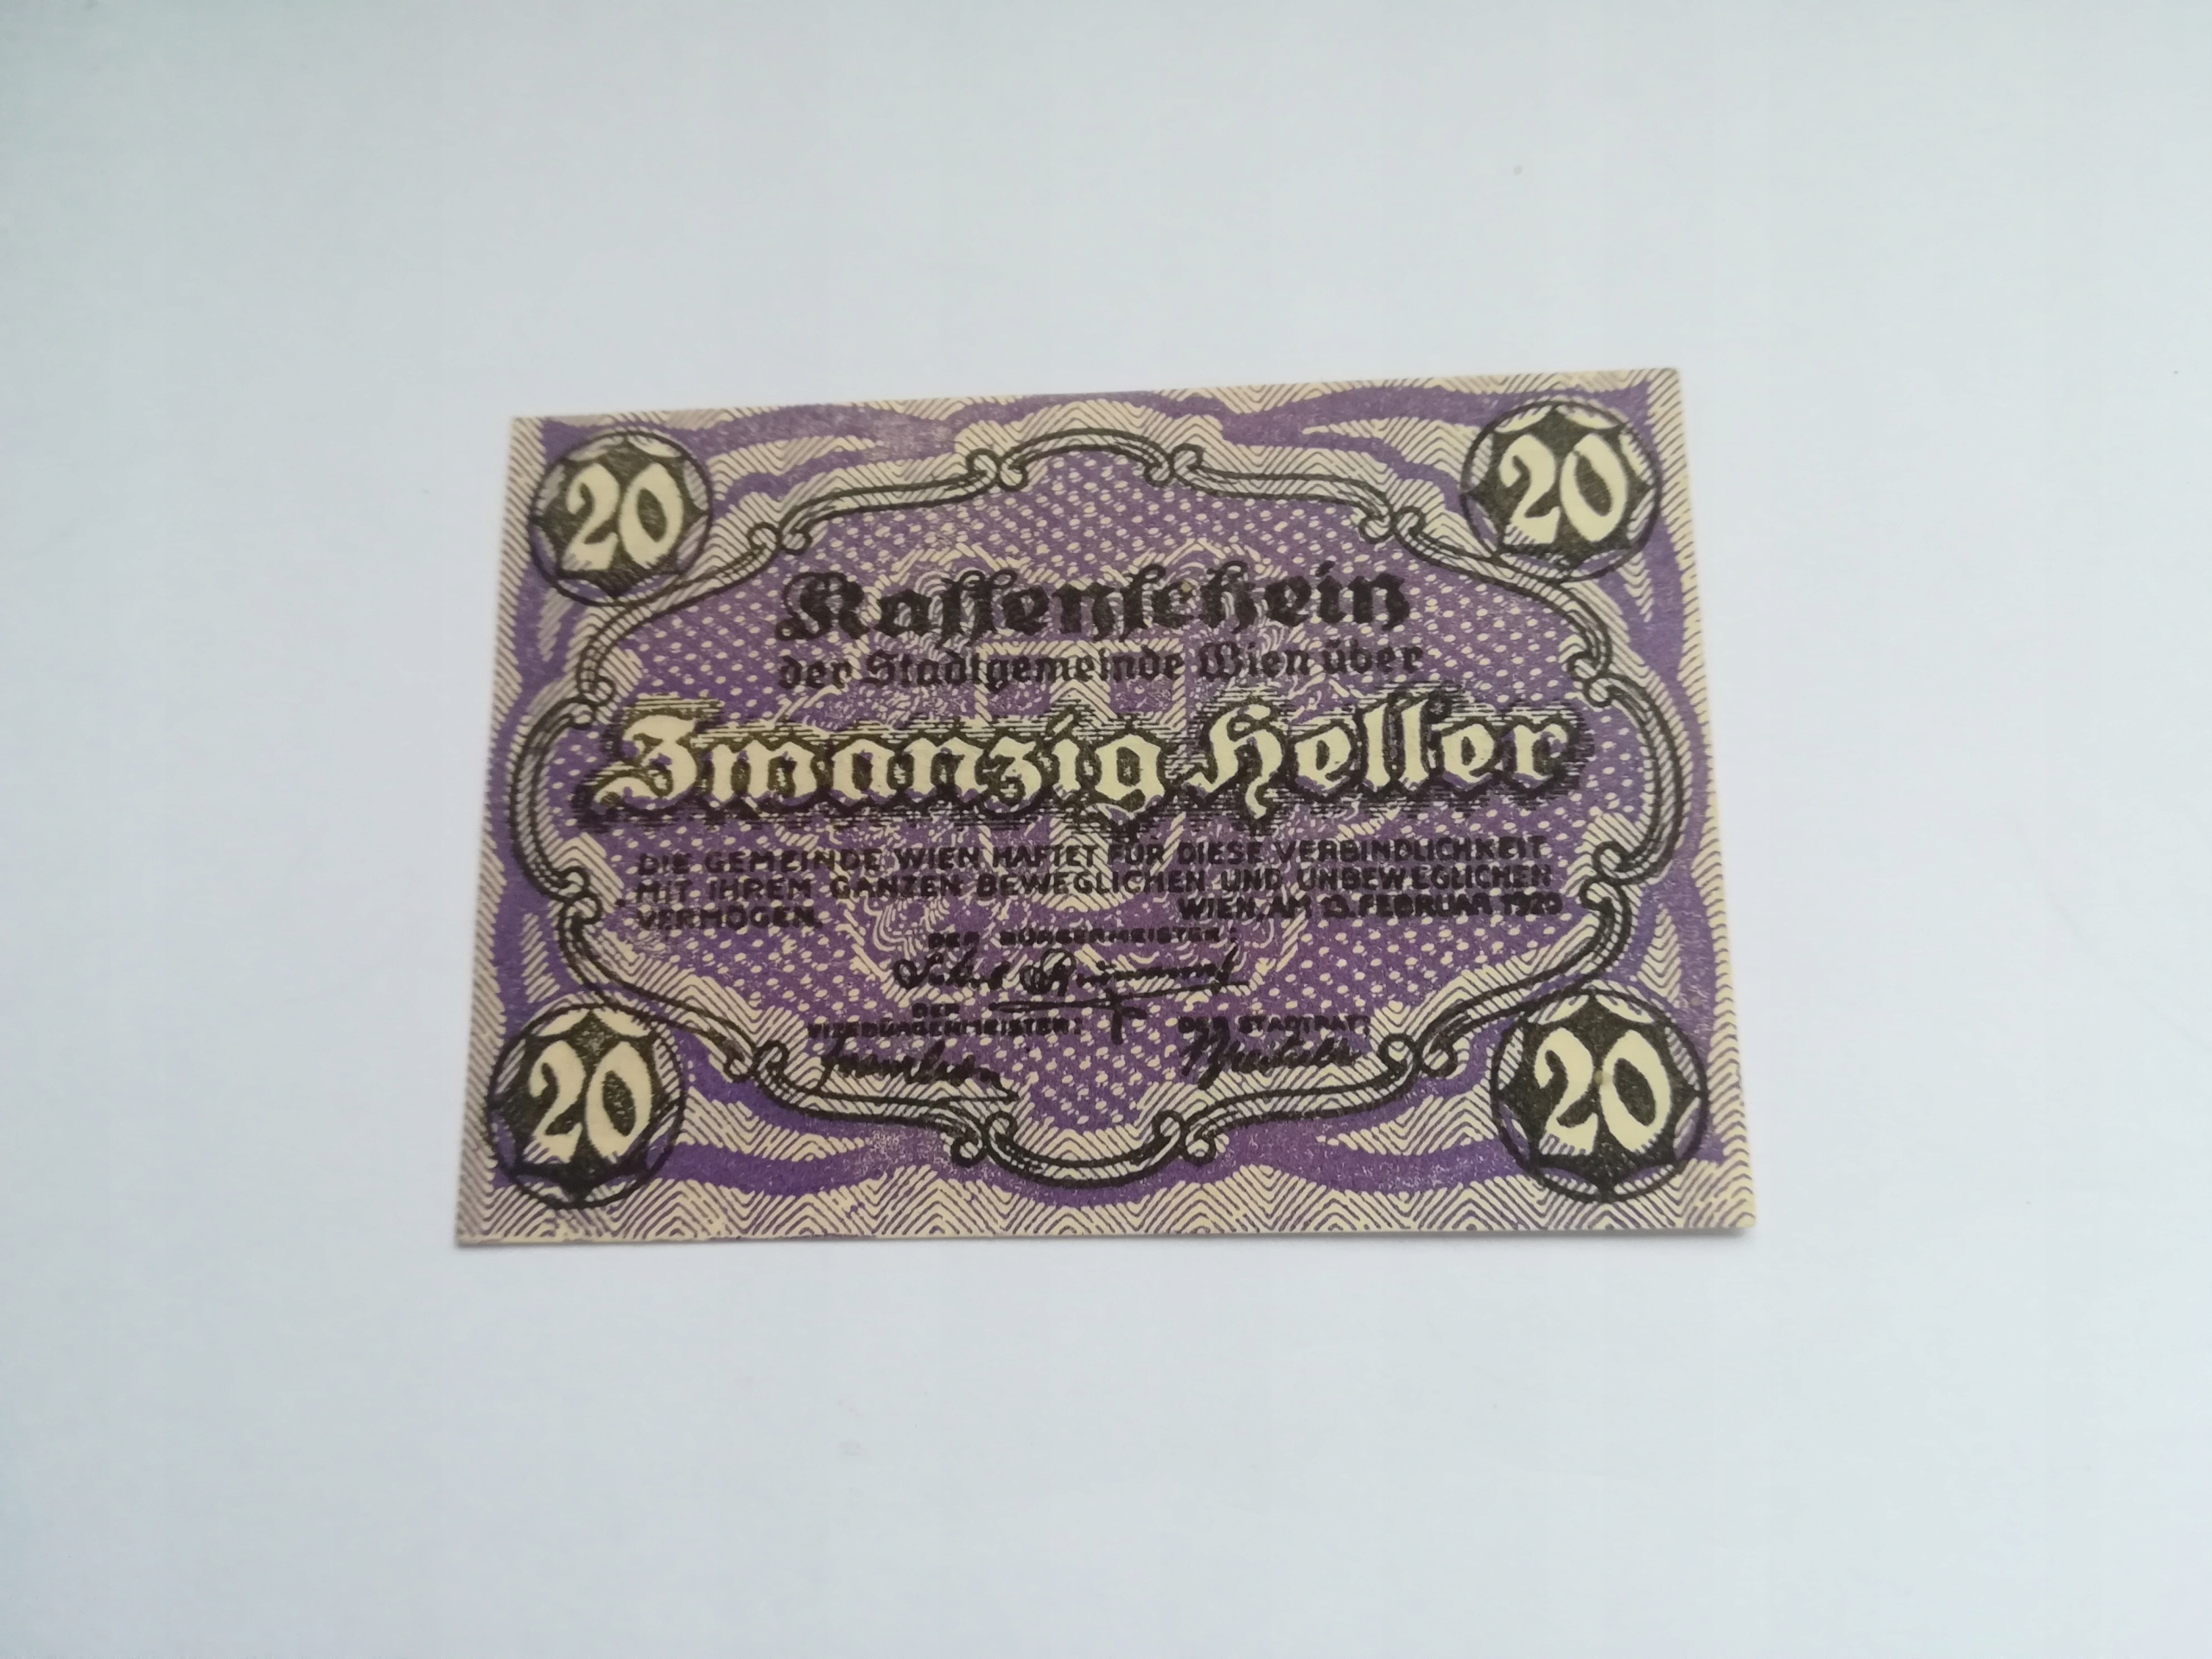 20 20
Kassenschein
der Stadtgemeinde Wien über
Zwanzig Heller
DIE GEMEINDE WIEN HAFTET FÜR DIESE VERBINDLICHKEIT
MIT IHREM GANZEN BEWEGLICHEN UND UNBEWEGLICHEN
VERMÖGEN. WIEN, AM 13. FEBRUAR 1920
DER BÜRGERMEISTER:
DER
VIZEBÜRGERMEISTER: DER STADTRAT:
20 20